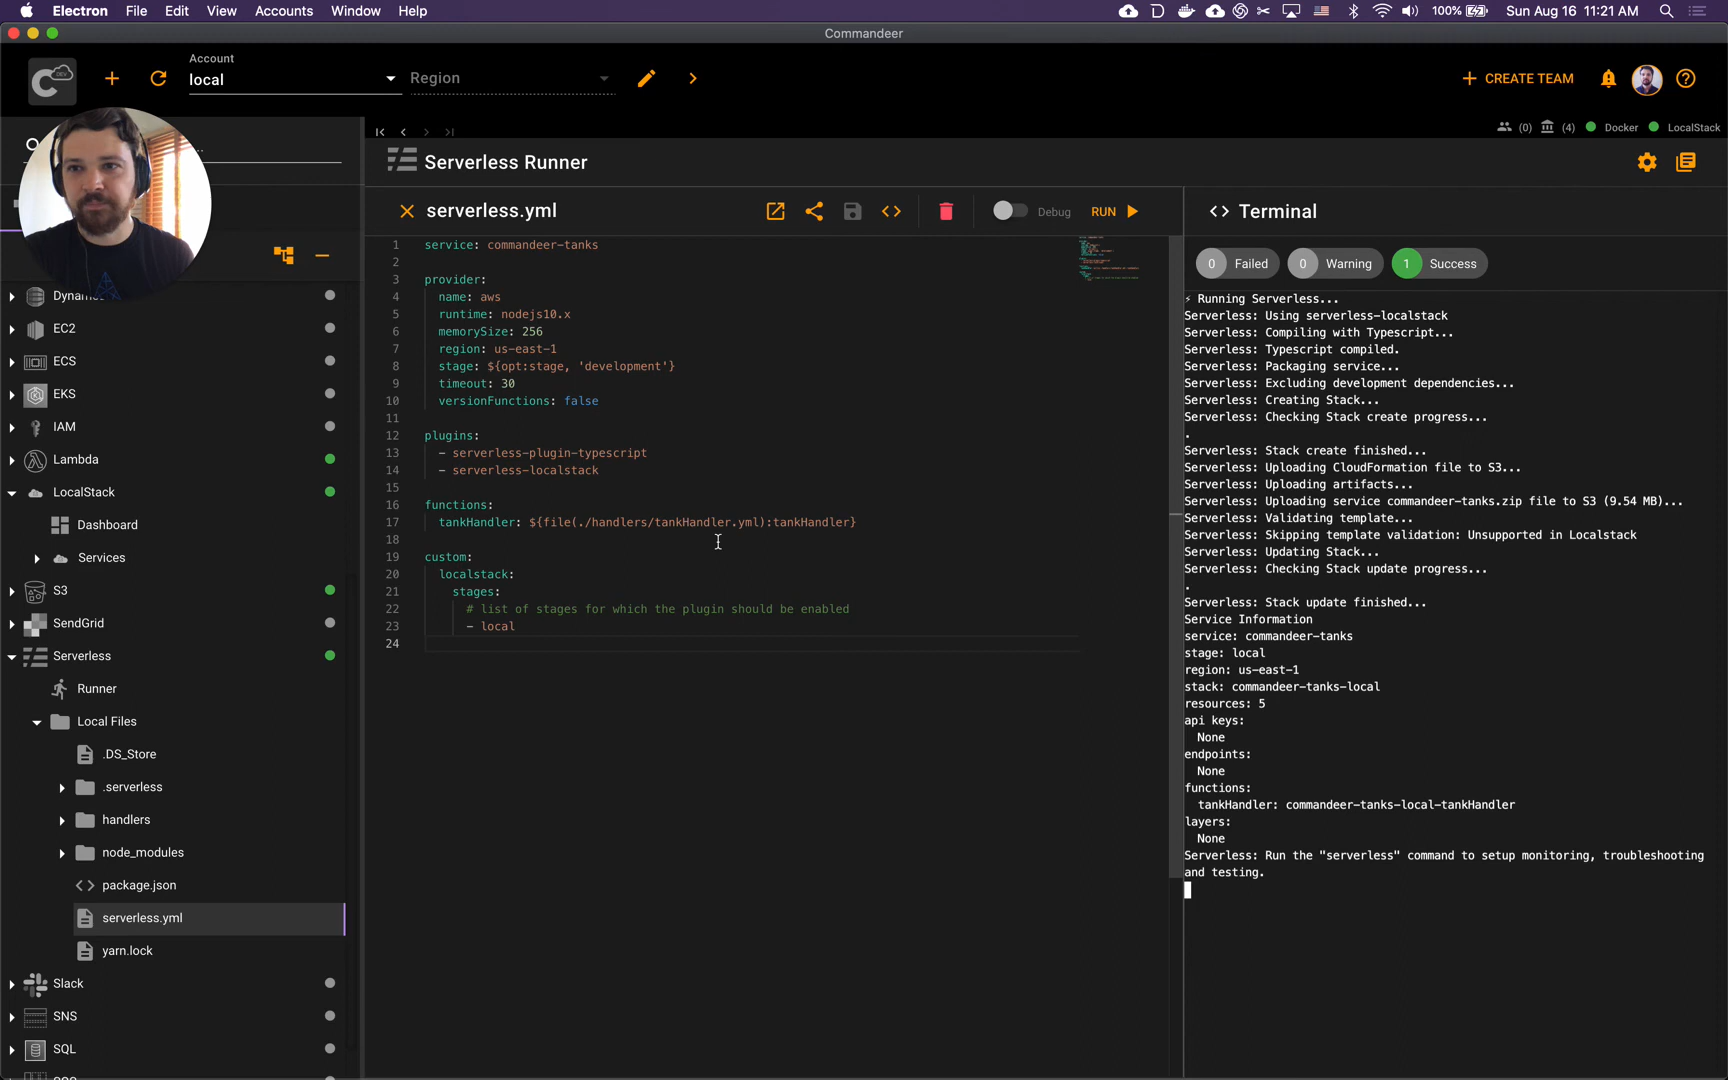 Electron File Edit View Accounts Window Help
100% Sun Aug 16 11:21 AM
Commandeer
DEV
Account
local
Region
CREATE TEAM
(0) (4) Docker LocalStack
Serverless Runner
serverless.yml
Debug RUN
Terminal
0 Failed 0 Warning 1 Success
EC2
ECS
EKS
IAM
Lambda
LocalStack
Dashboard
Services
S3
SendGrid
Serverless
Runner
Local Files
.DS_Store
.serverless
handlers
node_modules
package.json
serverless.yml
yarn.lock
Slack
SNS
SQL
1 service: commandeer-tanks
2
3 provider:
4 name: aws
5 runtime: nodejs10.x
6 memorySize: 256
7 region: us-east-1
8 stage: ${opt:stage, 'development'}
9 timeout: 30
10 versionFunctions: false
11
12 plugins:
13 - serverless-plugin-typescript
14 - serverless-localstack
15
16 functions:
17 tankHandler: ${file(./handlers/tankHandler.yml):tankHandler}
18
19 custom:
20 localstack:
21 stages:
22 # list of stages for which the plugin should be enabled
23 - local
24
⚡ Running Serverless...
Serverless: Using serverless-localstack
Serverless: Compiling with Typescript...
Serverless: Typescript compiled.
Serverless: Packaging service...
Serverless: Excluding development dependencies...
Serverless: Creating Stack...
Serverless: Checking Stack create progress...
.
Serverless: Stack create finished...
Serverless: Uploading CloudFormation file to S3...
Serverless: Uploading artifacts...
Serverless: Uploading service commandeer-tanks.zip file to S3 (9.54 MB)...
Serverless: Validating template...
Serverless: Skipping template validation: Unsupported in Localstack
Serverless: Updating Stack...
Serverless: Checking Stack update progress...
.
Serverless: Stack update finished...
Service Information
service: commandeer-tanks
stage: local
region: us-east-1
stack: commandeer-tanks-local
resources: 5
api keys:
None
endpoints:
None
functions:
tankHandler: commandeer-tanks-local-tankHandler
layers:
None
Serverless: Run the "serverless" command to setup monitoring, troubleshooting
and testing.